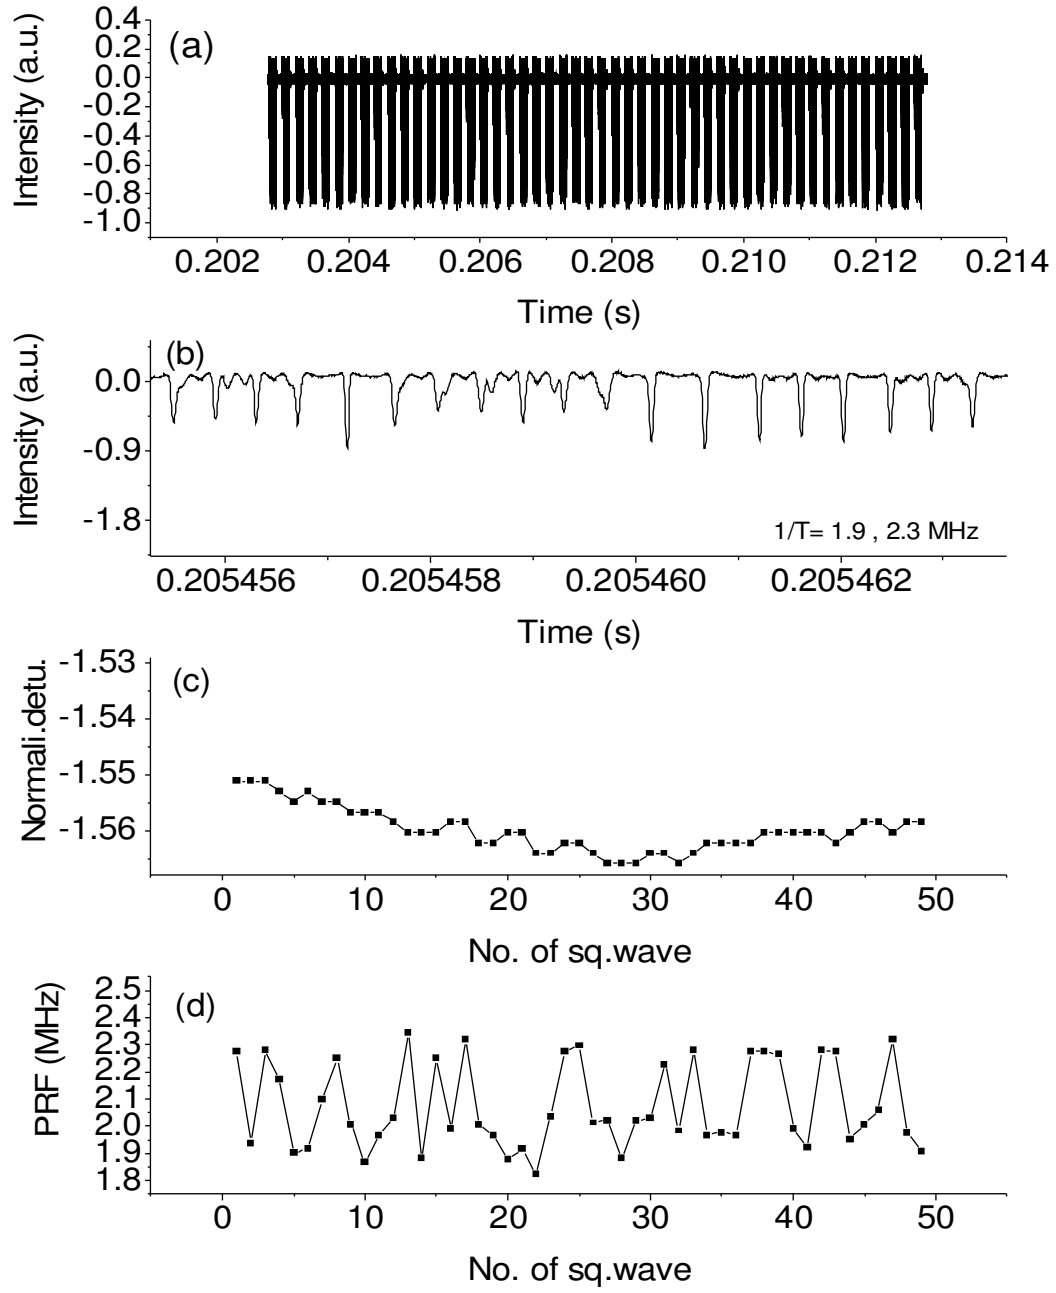 (a)
Intensity (a.u.)
0.4
0.2
0.0
-0.2
-0.4
-0.6
-0.8
-1.0
0.202 0.204 0.206 0.208 0.210 0.212 0.214
Time (s)
(b)
Intensity (a.u.)
0.0
-0.9
-1.8
1/T= 1.9 , 2.3 MHz
0.205456 0.205458 0.205460 0.205462
Time (s)
(c)
Normali.detu.
-1.53
-1.54
-1.55
-1.56
0 10 20 30 40 50
No. of sq.wave
(d)
PRF (MHz)
2.5
2.4
2.3
2.2
2.1
2.0
1.9
1.8
0 10 20 30 40 50
No. of sq.wave